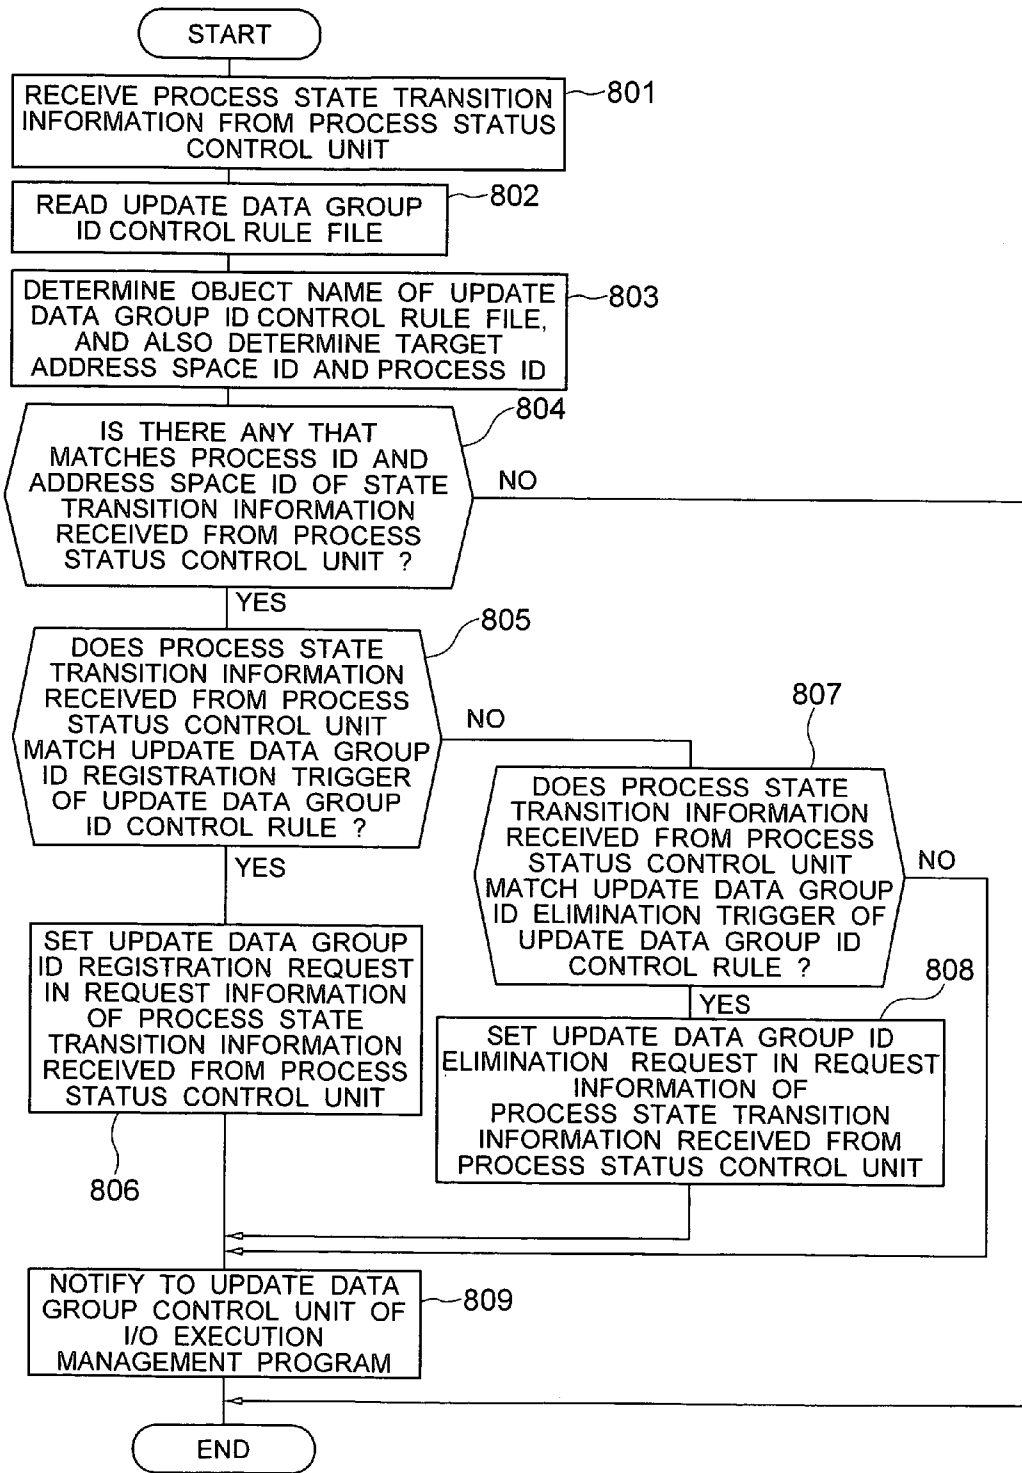 START
RECEIVE PROCESS STATE TRANSITION
INFORMATION FROM PROCESS STATUS
CONTROL UNIT
801
READ UPDATE DATA GROUP
ID CONTROL RULE FILE
802
DETERMINE OBJECT NAME OF UPDATE
DATA GROUP ID CONTROL RULE FILE,
AND ALSO DETERMINE TARGET
ADDRESS SPACE ID AND PROCESS ID
803
IS THERE ANY THAT
MATCHES PROCESS ID AND
ADDRESS SPACE ID OF STATE
TRANSITION INFORMATION
RECEIVED FROM PROCESS
STATUS CONTROL UNIT ?
804
NO
YES
DOES PROCESS STATE
TRANSITION INFORMATION
RECEIVED FROM PROCESS
STATUS CONTROL UNIT
MATCH UPDATE DATA GROUP
ID REGISTRATION TRIGGER
OF UPDATE DATA GROUP
ID CONTROL RULE ?
805
NO
YES
DOES PROCESS STATE
TRANSITION INFORMATION
RECEIVED FROM PROCESS
STATUS CONTROL UNIT
MATCH UPDATE DATA GROUP
ID ELIMINATION TRIGGER OF
UPDATE DATA GROUP ID
CONTROL RULE ?
807
NO
YES
SET UPDATE DATA GROUP
ID REGISTRATION REQUEST
IN REQUEST INFORMATION
OF PROCESS STATE
TRANSITION INFORMATION
RECEIVED FROM PROCESS
STATUS CONTROL UNIT
806
SET UPDATE DATA GROUP ID
ELIMINATION REQUEST IN REQUEST
INFORMATION OF
PROCESS STATE TRANSITION
INFORMATION RECEIVED FROM
PROCESS STATUS CONTROL UNIT
808
NOTIFY TO UPDATE DATA
GROUP CONTROL UNIT OF
I/O EXECUTION
MANAGEMENT PROGRAM
809
END